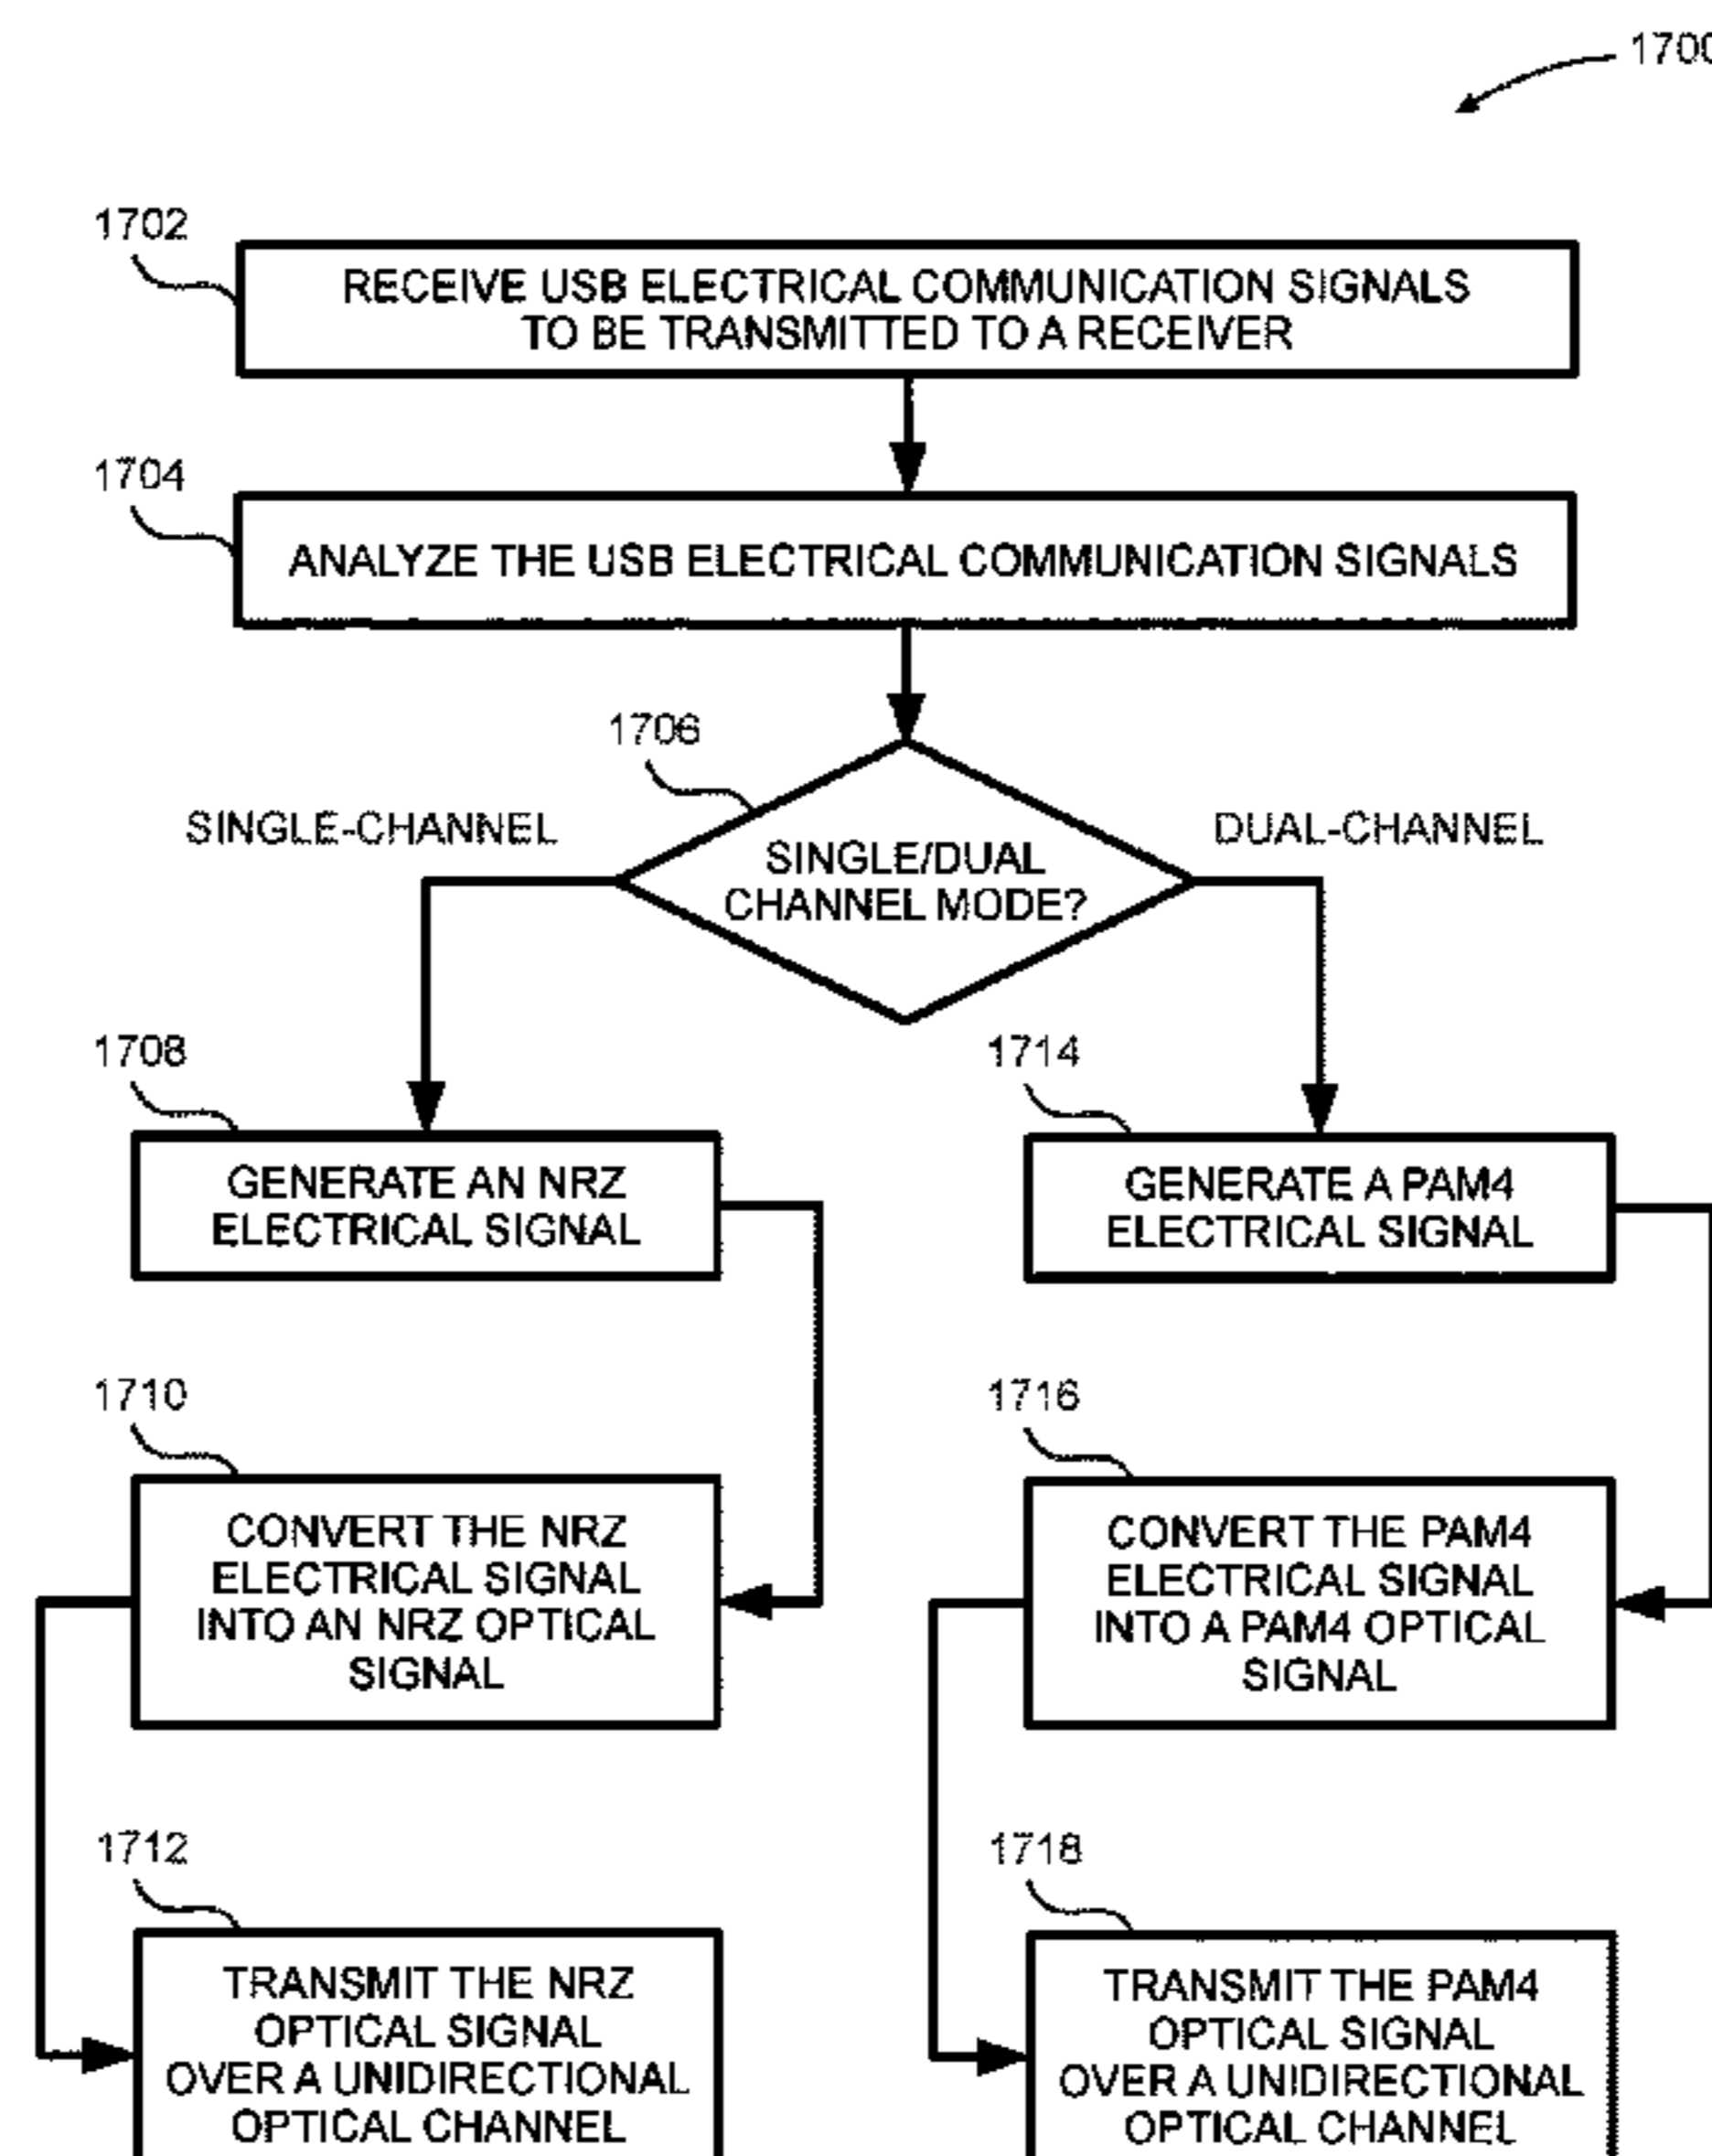 1700
1702
RECEIVE USB ELECTRICAL COMMUNICATION SIGNALS
TO BE TRANSMITTED TO A RECEIVER
1704
ANALYZE THE USB ELECTRICAL COMMUNICATION SIGNALS
1706
SINGLE-CHANNEL
DUAL-CHANNEL
SINGLE/DUAL
CHANNEL MODE?
1708
GENERATE AN NRZ
ELECTRICAL SIGNAL
1710
CONVERT THE NRZ
ELECTRICAL SIGNAL
INTO AN NRZ OPTICAL
SIGNAL
1712
TRANSMIT THE NRZ
OPTICAL SIGNAL
OVER A UNIDIRECTIONAL
OPTICAL CHANNEL
1714
GENERATE A PAM4
ELECTRICAL SIGNAL
1716
CONVERT THE PAM4
ELECTRICAL SIGNAL
INTO A PAM4 OPTICAL
SIGNAL
1718
TRANSMIT THE PAM4
OPTICAL SIGNAL
OVER A UNIDIRECTIONAL
OPTICAL CHANNEL